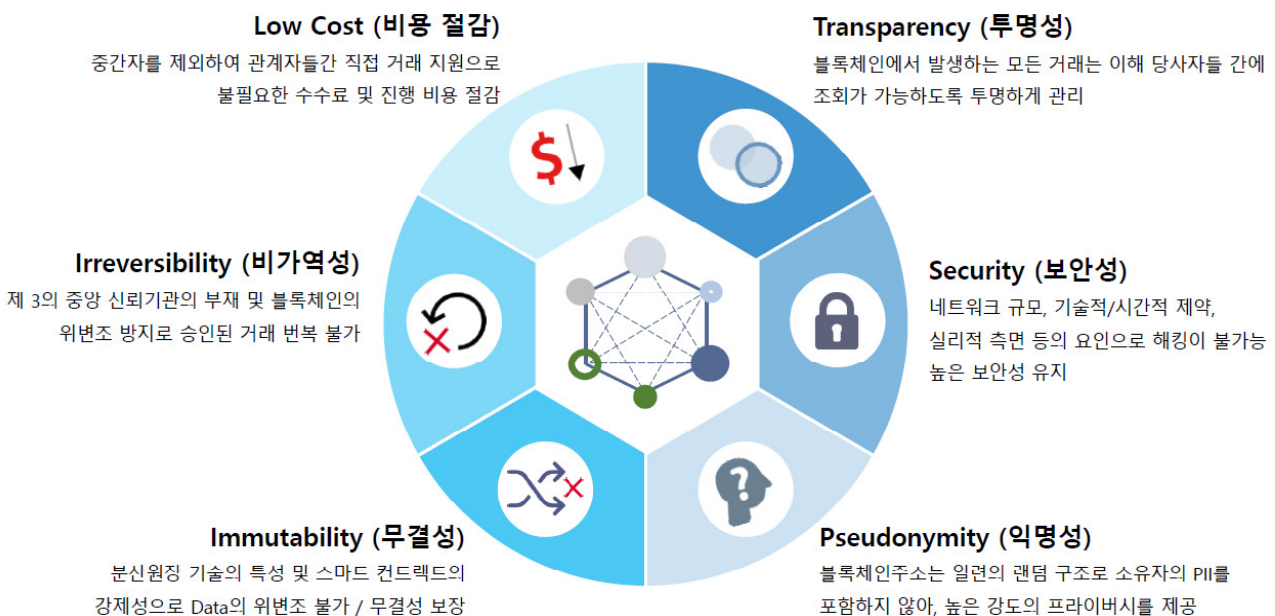 Low Cost (비용 절감)
중간자를 제외하여 관계자들간 직접 거래 지원으로
불필요한 수수료 및 진행 비용 절감
$
Transparency (투명성)
블록체인에서 발생하는 모든 거래는 이해 당사자들 간에
조회가 가능하도록 투명하게 관리
Irreversibility (비가역성)
제 3의 중앙 신뢰기관의 부재 및 블록체인의
위변조 방지로 승인된 거래 번복 불가
Security (보안성)
네트워크 규모, 기술적/시간적 제약,
실리적 측면 등의 요인으로 해킹이 불가능
높은 보안성 유지
Immutability (무결성)
분신원징 기술의 특성 및 스마트 컨드렉드의
강제성으로 Data의 위변조 불가 / 무결성 보장
?
Pseudonymity (익명성)
블록체인주소는 일련의 랜덤 구조로 소유자의 PII를
포함하지 않아, 높은 강도의 프라이버시를 제공